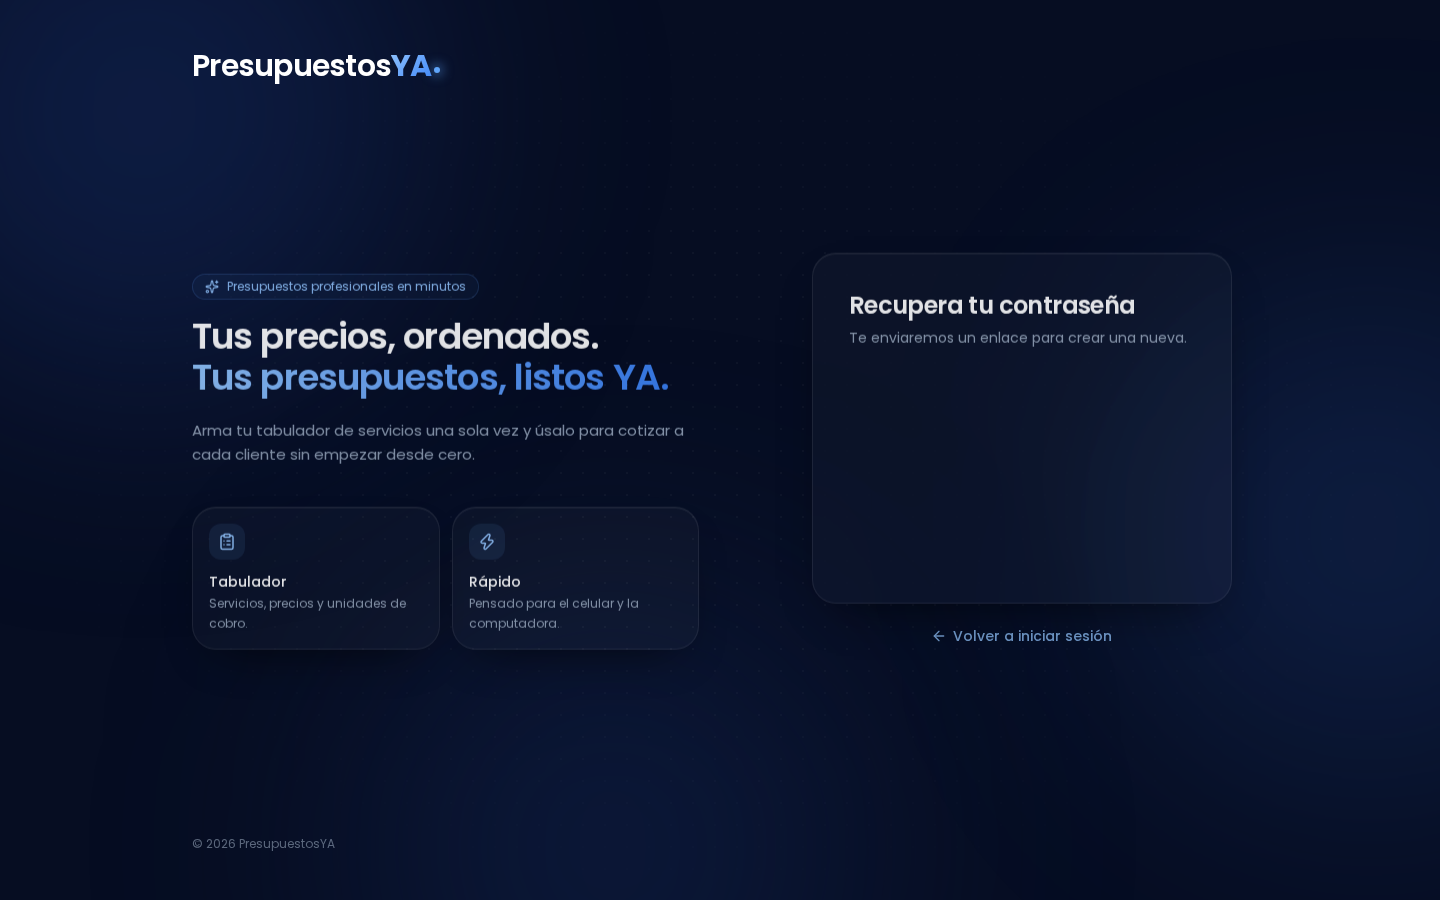 PresupuestosYA.
Presupuestos profesionales en minutos
Tus precios, ordenados.
Tus presupuestos, listos YA.
Arma tu tabulador de servicios una sola vez y úsalo para cotizar a
cada cliente sin empezar desde cero.
Tabulador
Servicios, precios y unidades de
cobro.
Rápido
Pensado para el celular y la
computadora.
Recupera tu contraseña
Te enviaremos un enlace para crear una nueva.
Volver a iniciar sesión
© 2026 PresupuestosYA